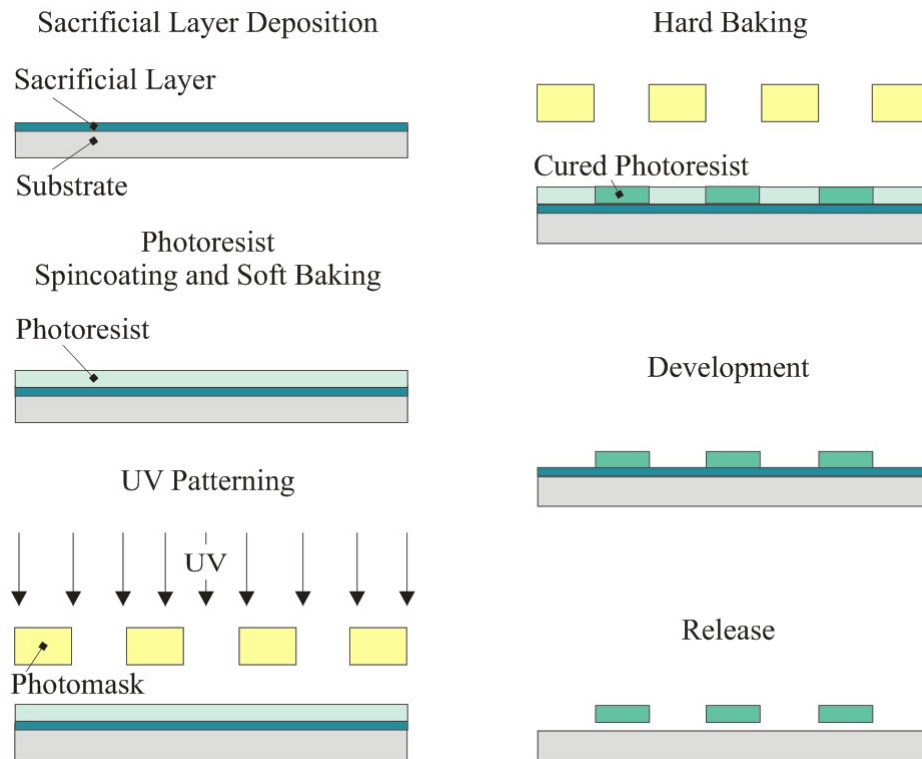 Sacrificial Layer Deposition
Sacrificial Layer
Substrate
Photoresist
Spincoating and Soft Baking
Photoresist
UV Patterning
UV
Photomask
Hard Baking
Cured Photoresist
Development
Release